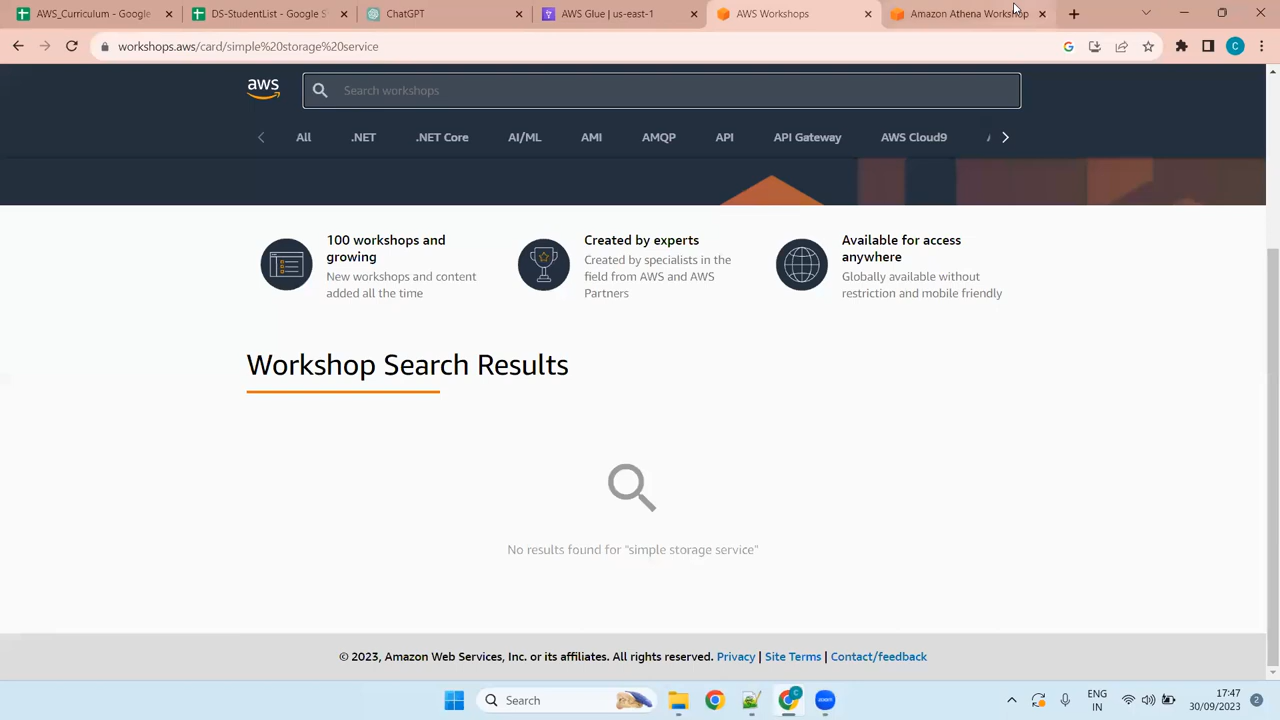 AWS_Curriculum - Google
DS-StudentList - Google S
ChatGPT
AWS Glue | us-east-1
AWS Workshops
Amazon Athena Workshop
workshops.aws/card/simple%20storage%20service
C
aws
Search workshops
All
.NET
.NET Core
AI/ML
AMI
AMQP
API
API Gateway
AWS Cloud9
100 workshops and
growing
New workshops and content
added all the time
Created by experts
Created by specialists in the
field from AWS and AWS
Partners
Available for access
anywhere
Globally available without
restriction and mobile friendly
Workshop Search Results
No results found for "simple storage service"
© 2023, Amazon Web Services, Inc. or its affiliates. All rights reserved. Privacy | Site Terms | Contact/feedback
Search
C
zoom
ENG
IN
17:47
30/09/2023
2